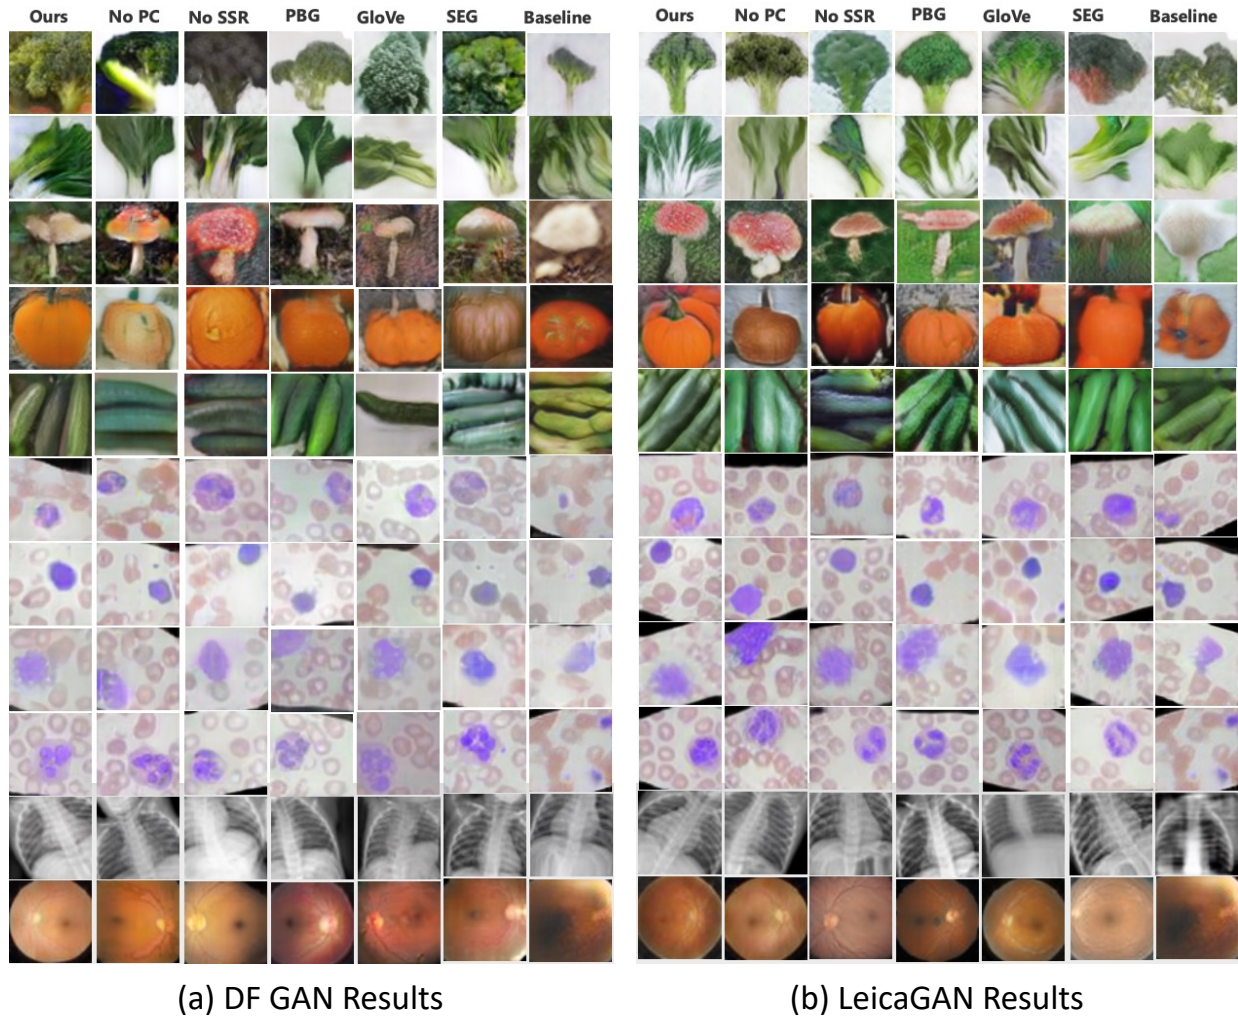 Ours No PC No SSR PBG GloVe SEG Baseline
Ours No PC No SSR PBG GloVe SEG Baseline
(a) DF GAN Results
(b) LeicaGAN Results